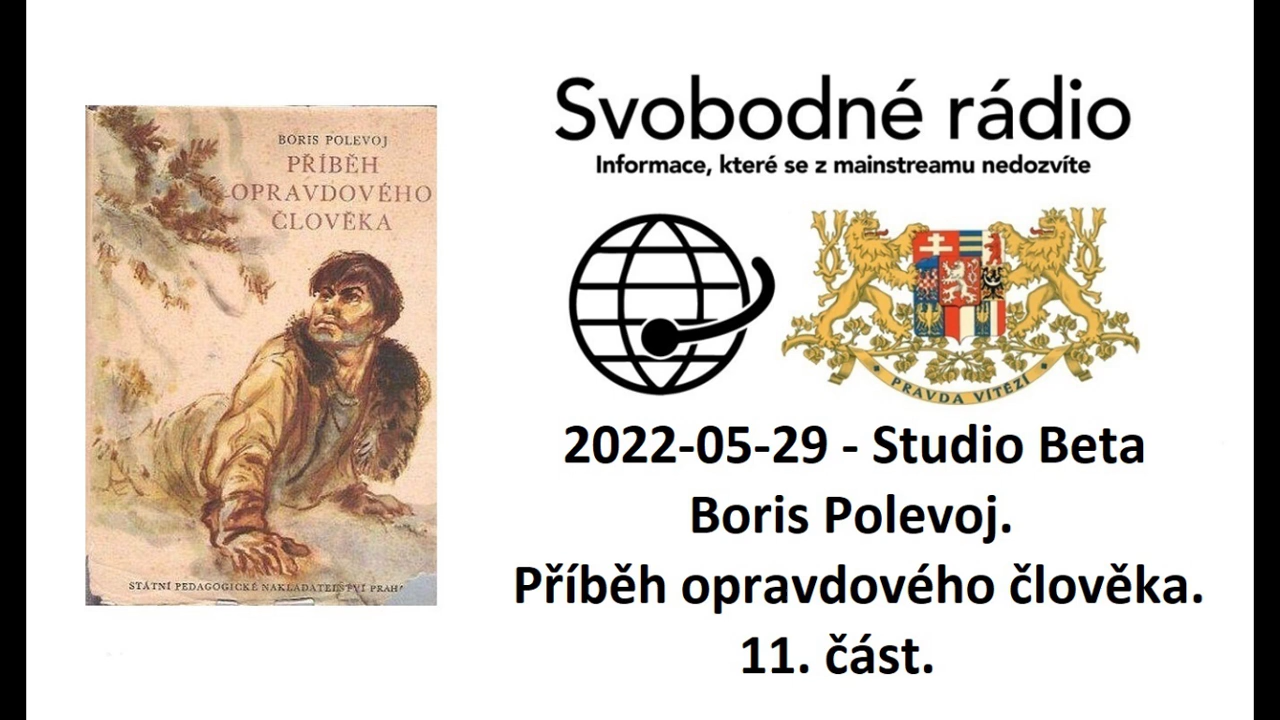 BORIS POLEVOJ
PŘÍBĚH
OPRAVDOVÉHO
ČLOVĚKA
STÁTNÍ PEDAGOGICKÉ NAKLADATELSTVÍ PRAHA
Svobodné rádio
Informace, které se z mainstreamu nedozvíte
PRAVDA VÍTĚZÍ
2022-05-29 - Studio Beta
Boris Polevoj.
Příběh opravdového člověka.
11. část.